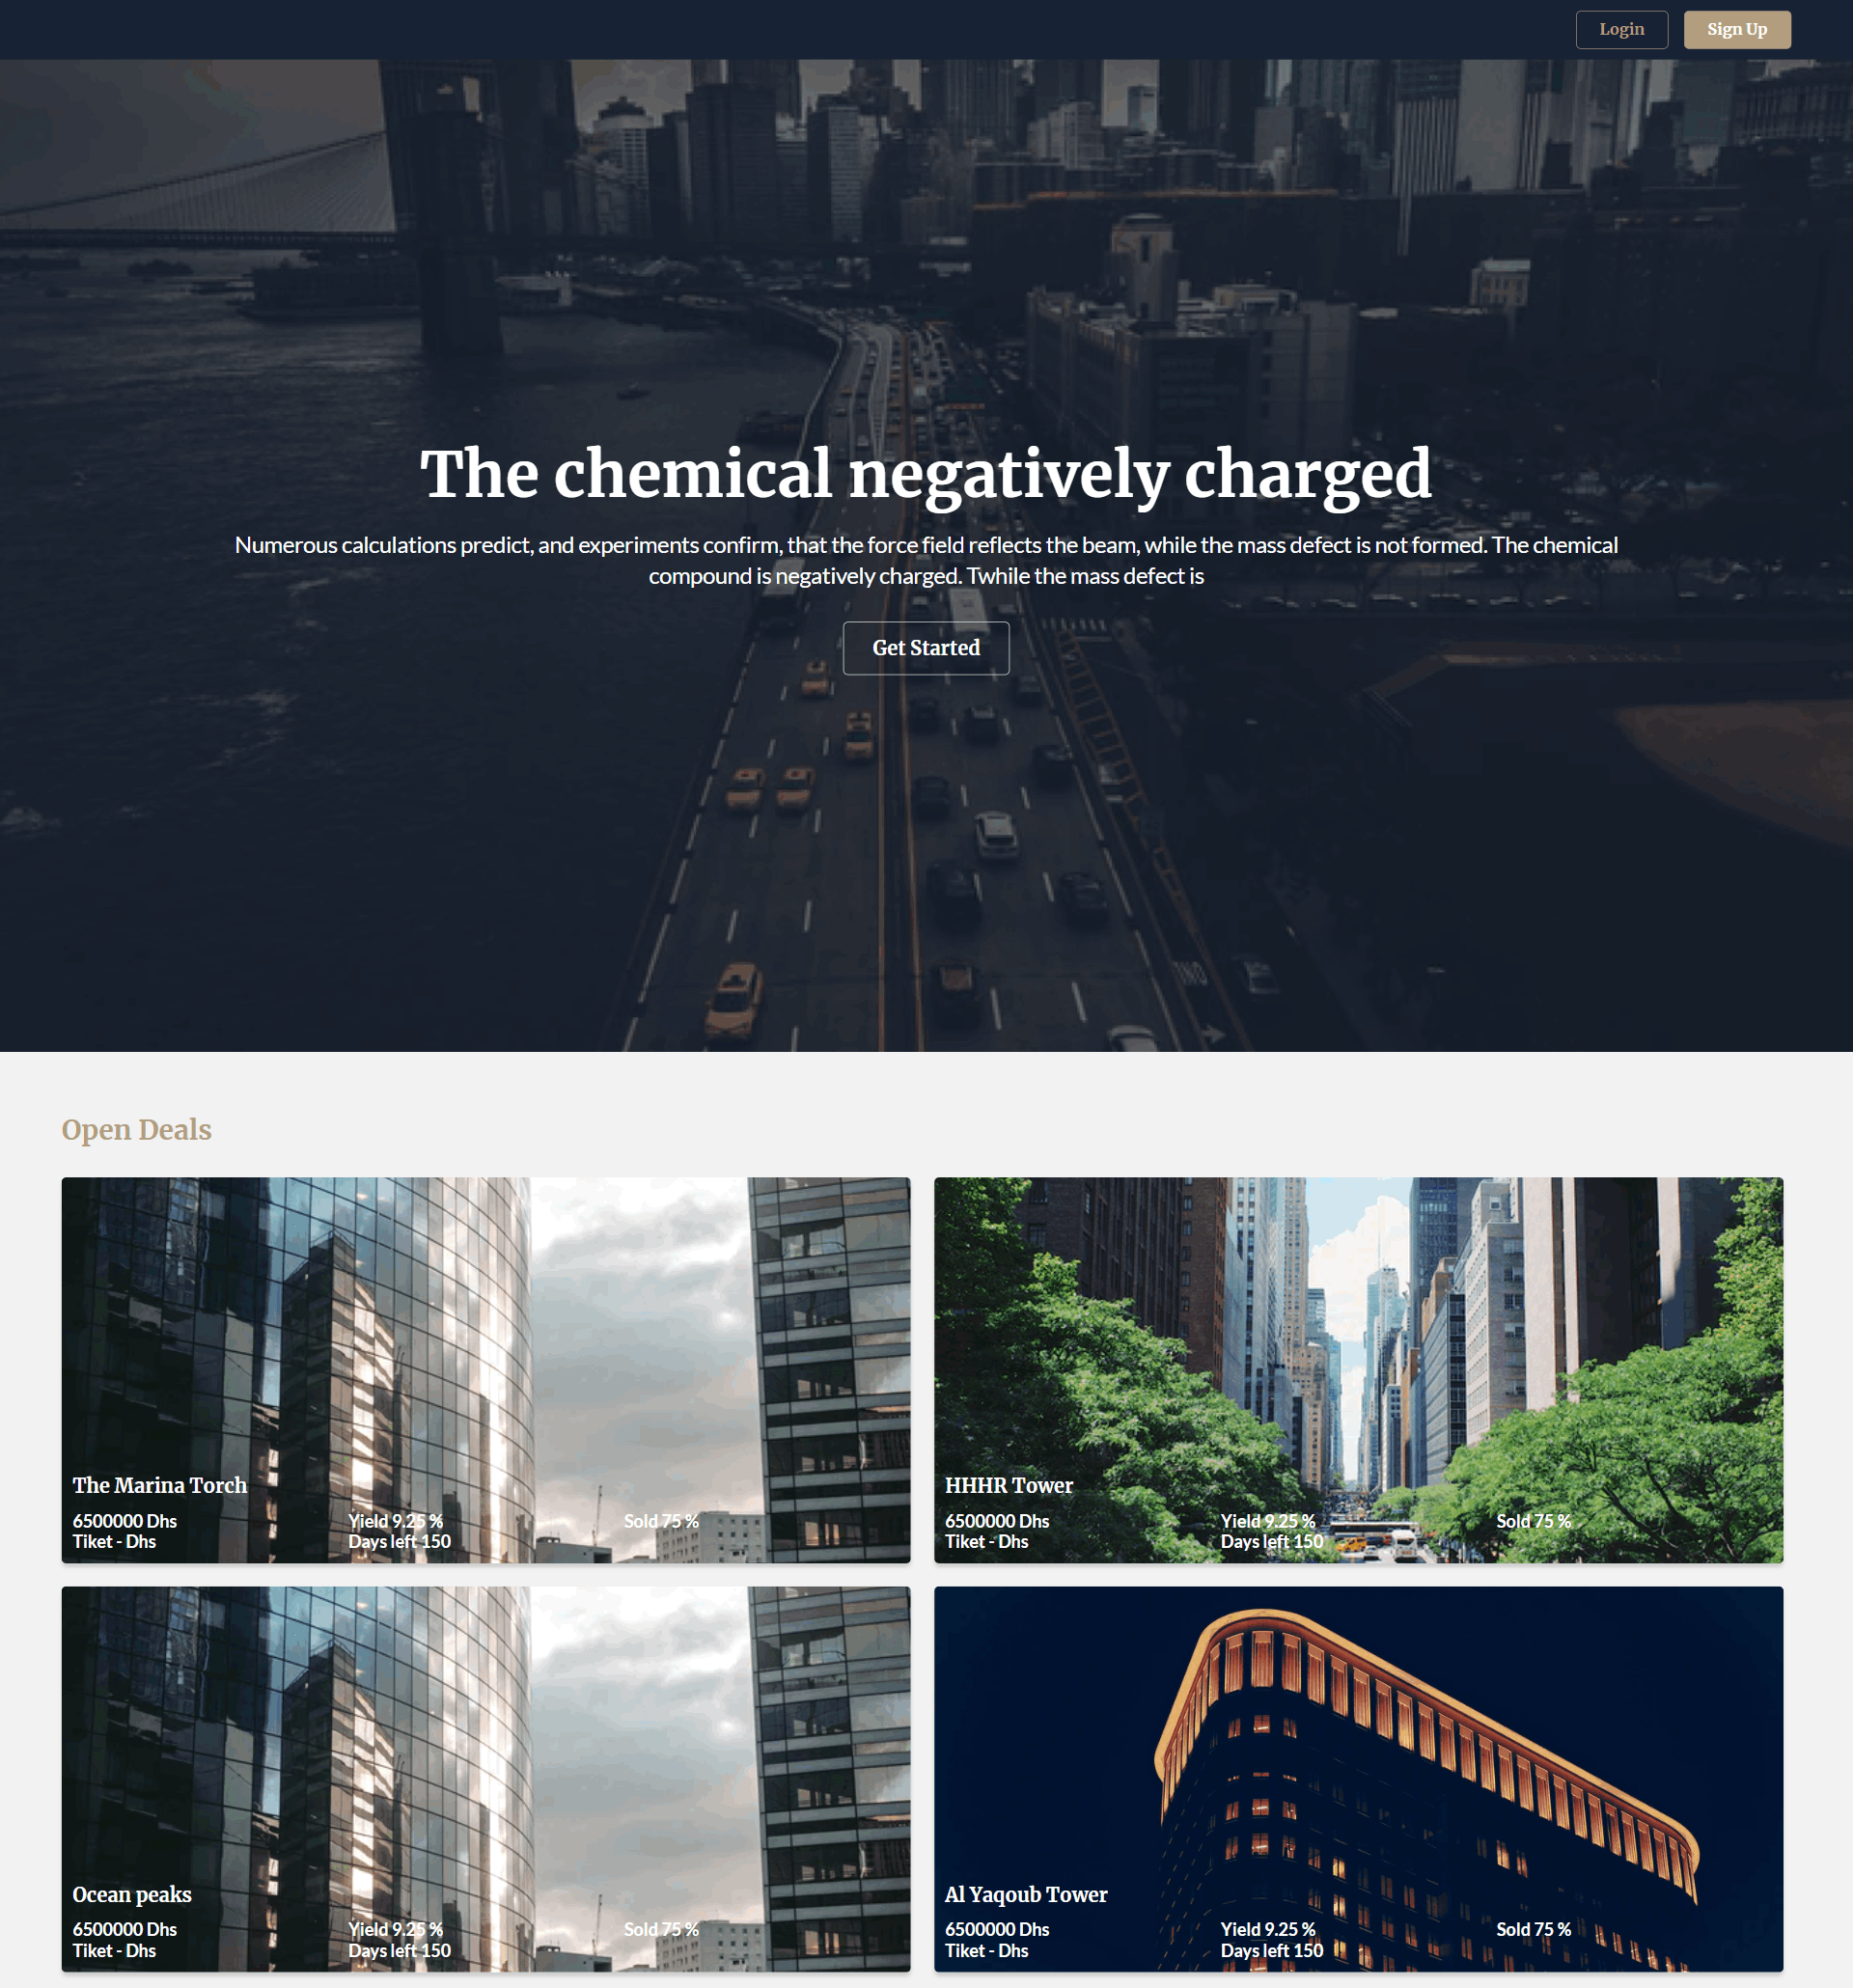 Login Sign Up
The chemical negatively charged
Numerous calculations predict, and experiments confirm, that the force field reflects the beam, while the mass defect is not formed. The chemical
compound is negatively charged. Twhile the mass defect is
Get Started
Open Deals
The Marina Torch
6500000 Dhs Yield 9.25 % Sold 75 %
Tiket - Dhs Days left 150
HHHR Tower
6500000 Dhs Yield 9.25 % Sold 75 %
Tiket - Dhs Days left 150
Ocean peaks
6500000 Dhs Yield 9.25 % Sold 75 %
Tiket - Dhs Days left 150
Al Yaqoub Tower
6500000 Dhs Yield 9.25 % Sold 75 %
Tiket - Dhs Days left 150